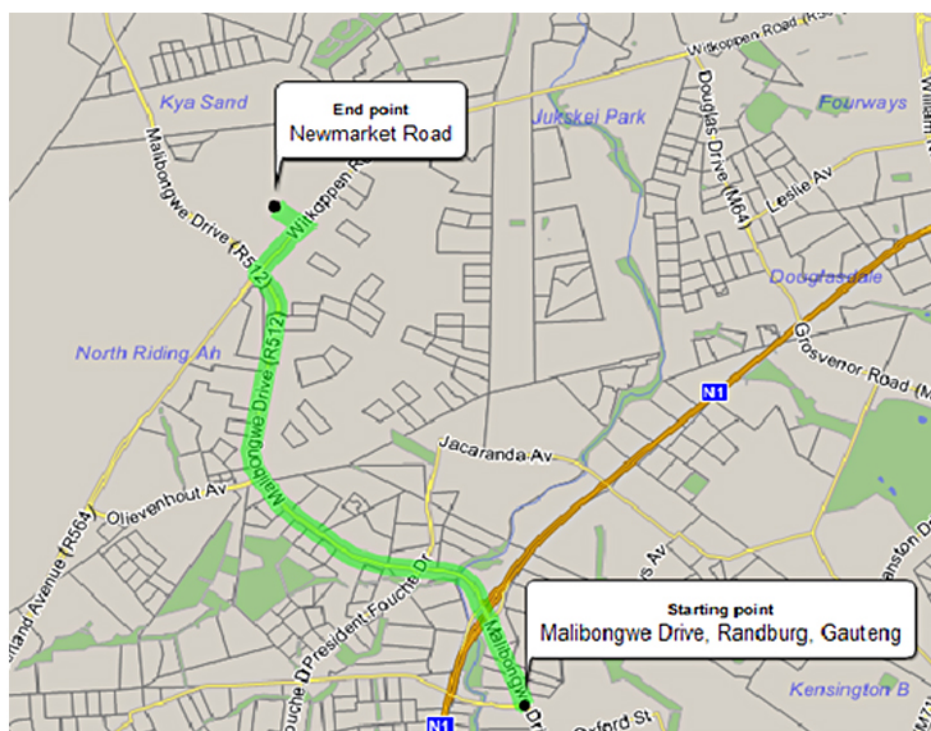 Witkoppen Road
Kya Sand
End point
Newmarket Road
Jukskei Park
Fourways
Douglas Drive (M64)
Leslie Av
Malibongwe Drive (R512)
Witkoppen
Douglasdale
North Riding Ah
Malibongwe Drive (R512)
Grosvenor Road
N1
Jacaranda Av
Malibongwe
Olievenhout Av
President Fouche Dr
Starting point
Malibongwe Drive, Randburg, Gauteng
Kensington B
N1
Oxford St